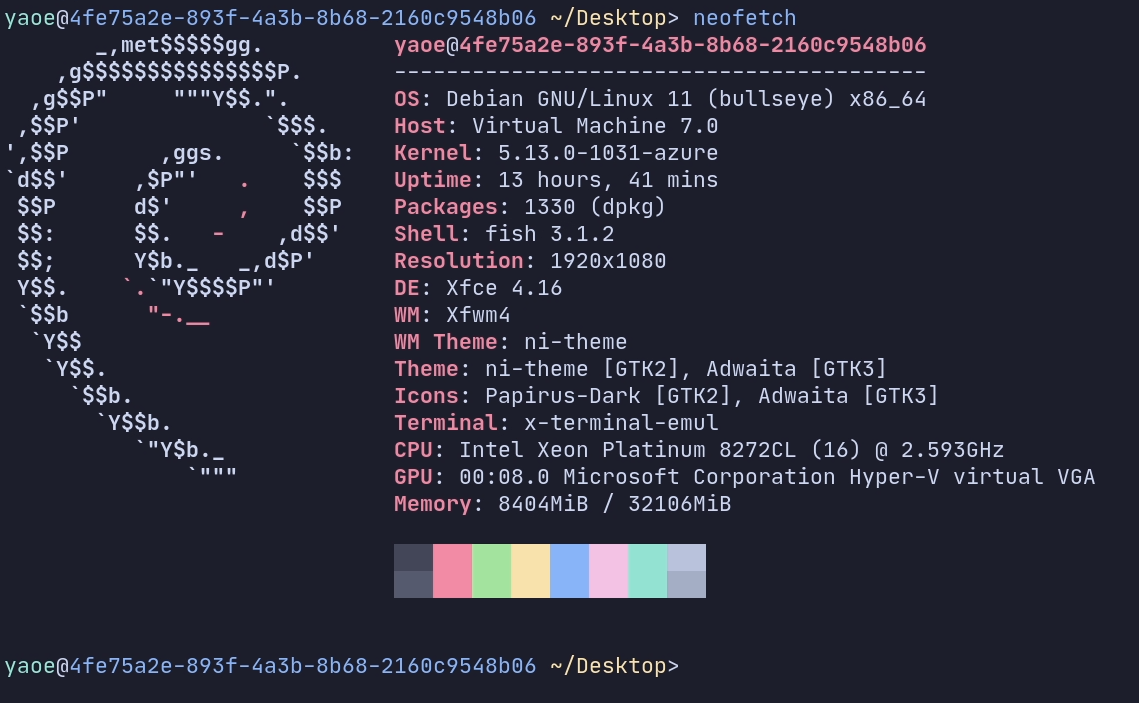 yaoe@4fe75a2e-893f-4a3b-8b68-2160c9548b06 ~/Desktop> neofetch
       _,met$$$$$gg.          yaoe@4fe75a2e-893f-4a3b-8b68-2160c9548b06
    ,g$$$$$$$$$$$$$$$P.       -----------------------------------------
  ,g$$P"     """Y$$.".        OS: Debian GNU/Linux 11 (bullseye) x86_64
 ,$$P'              `$$$.     Host: Virtual Machine 7.0
',$$P       ,ggs.     `$$b:   Kernel: 5.13.0-1031-azure
`d$$'     ,$P"'   .    $$$    Uptime: 13 hours, 41 mins
 $$P      d$'     ,    $$P    Packages: 1330 (dpkg)
 $$:      $$.   -    ,d$$'    Shell: fish 3.1.2
 $$;      Y$b._   _,d$P'      Resolution: 1920x1080
 Y$$.    `.`"Y$$$$P"'         DE: Xfce 4.16
 `$$b      "-.__              WM: Xfwm4
  `Y$$                        WM Theme: ni-theme
   `Y$$.                      Theme: ni-theme [GTK2], Adwaita [GTK3]
     `$$b.                    Icons: Papirus-Dark [GTK2], Adwaita [GTK3]
       `Y$$b.                 Terminal: x-terminal-emul
          `"Y$b._             CPU: Intel Xeon Platinum 8272CL (16) @ 2.593GHz
              `"""            GPU: 00:08.0 Microsoft Corporation Hyper-V virtual VGA
                              Memory: 8404MiB / 32106MiB
yaoe@4fe75a2e-893f-4a3b-8b68-2160c9548b06 ~/Desktop>